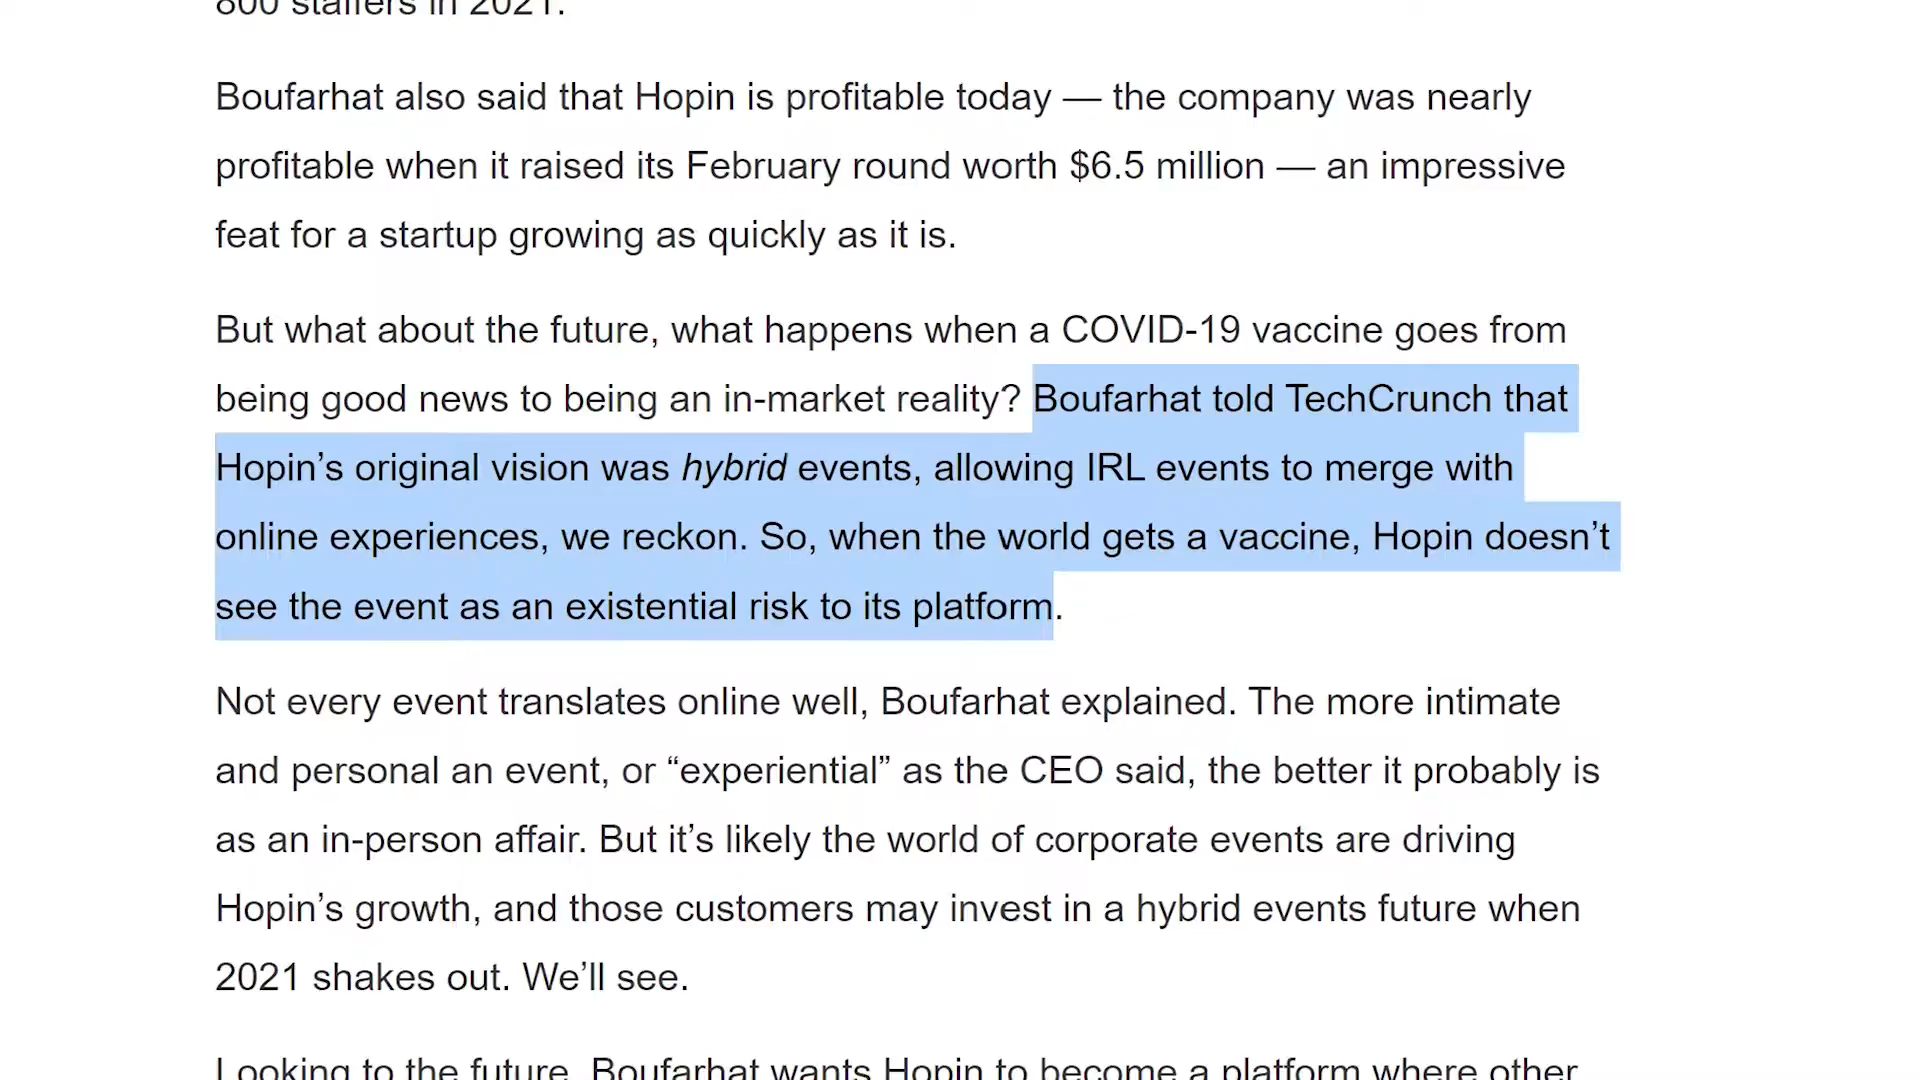 800 staffers in 2021.
Boufarhat also said that Hopin is profitable today — the company was nearly
profitable when it raised its February round worth $6.5 million — an impressive
feat for a startup growing as quickly as it is.
But what about the future, what happens when a COVID-19 vaccine goes from
being good news to being an in-market reality? Boufarhat told TechCrunch that
Hopin’s original vision was hybrid events, allowing IRL events to merge with
online experiences, we reckon. So, when the world gets a vaccine, Hopin doesn’t
see the event as an existential risk to its platform.
Not every event translates online well, Boufarhat explained. The more intimate
and personal an event, or “experiential” as the CEO said, the better it probably is
as an in-person affair. But it’s likely the world of corporate events are driving
Hopin’s growth, and those customers may invest in a hybrid events future when
2021 shakes out. We’ll see.
Looking to the future, Boufarhat wants Hopin to become a platform where other